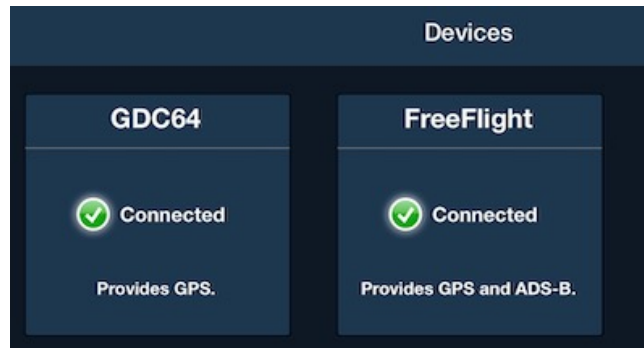 Devices
GDC64
Connected
Provides GPS.
FreeFlight
Connected
Provides GPS and ADS-B.